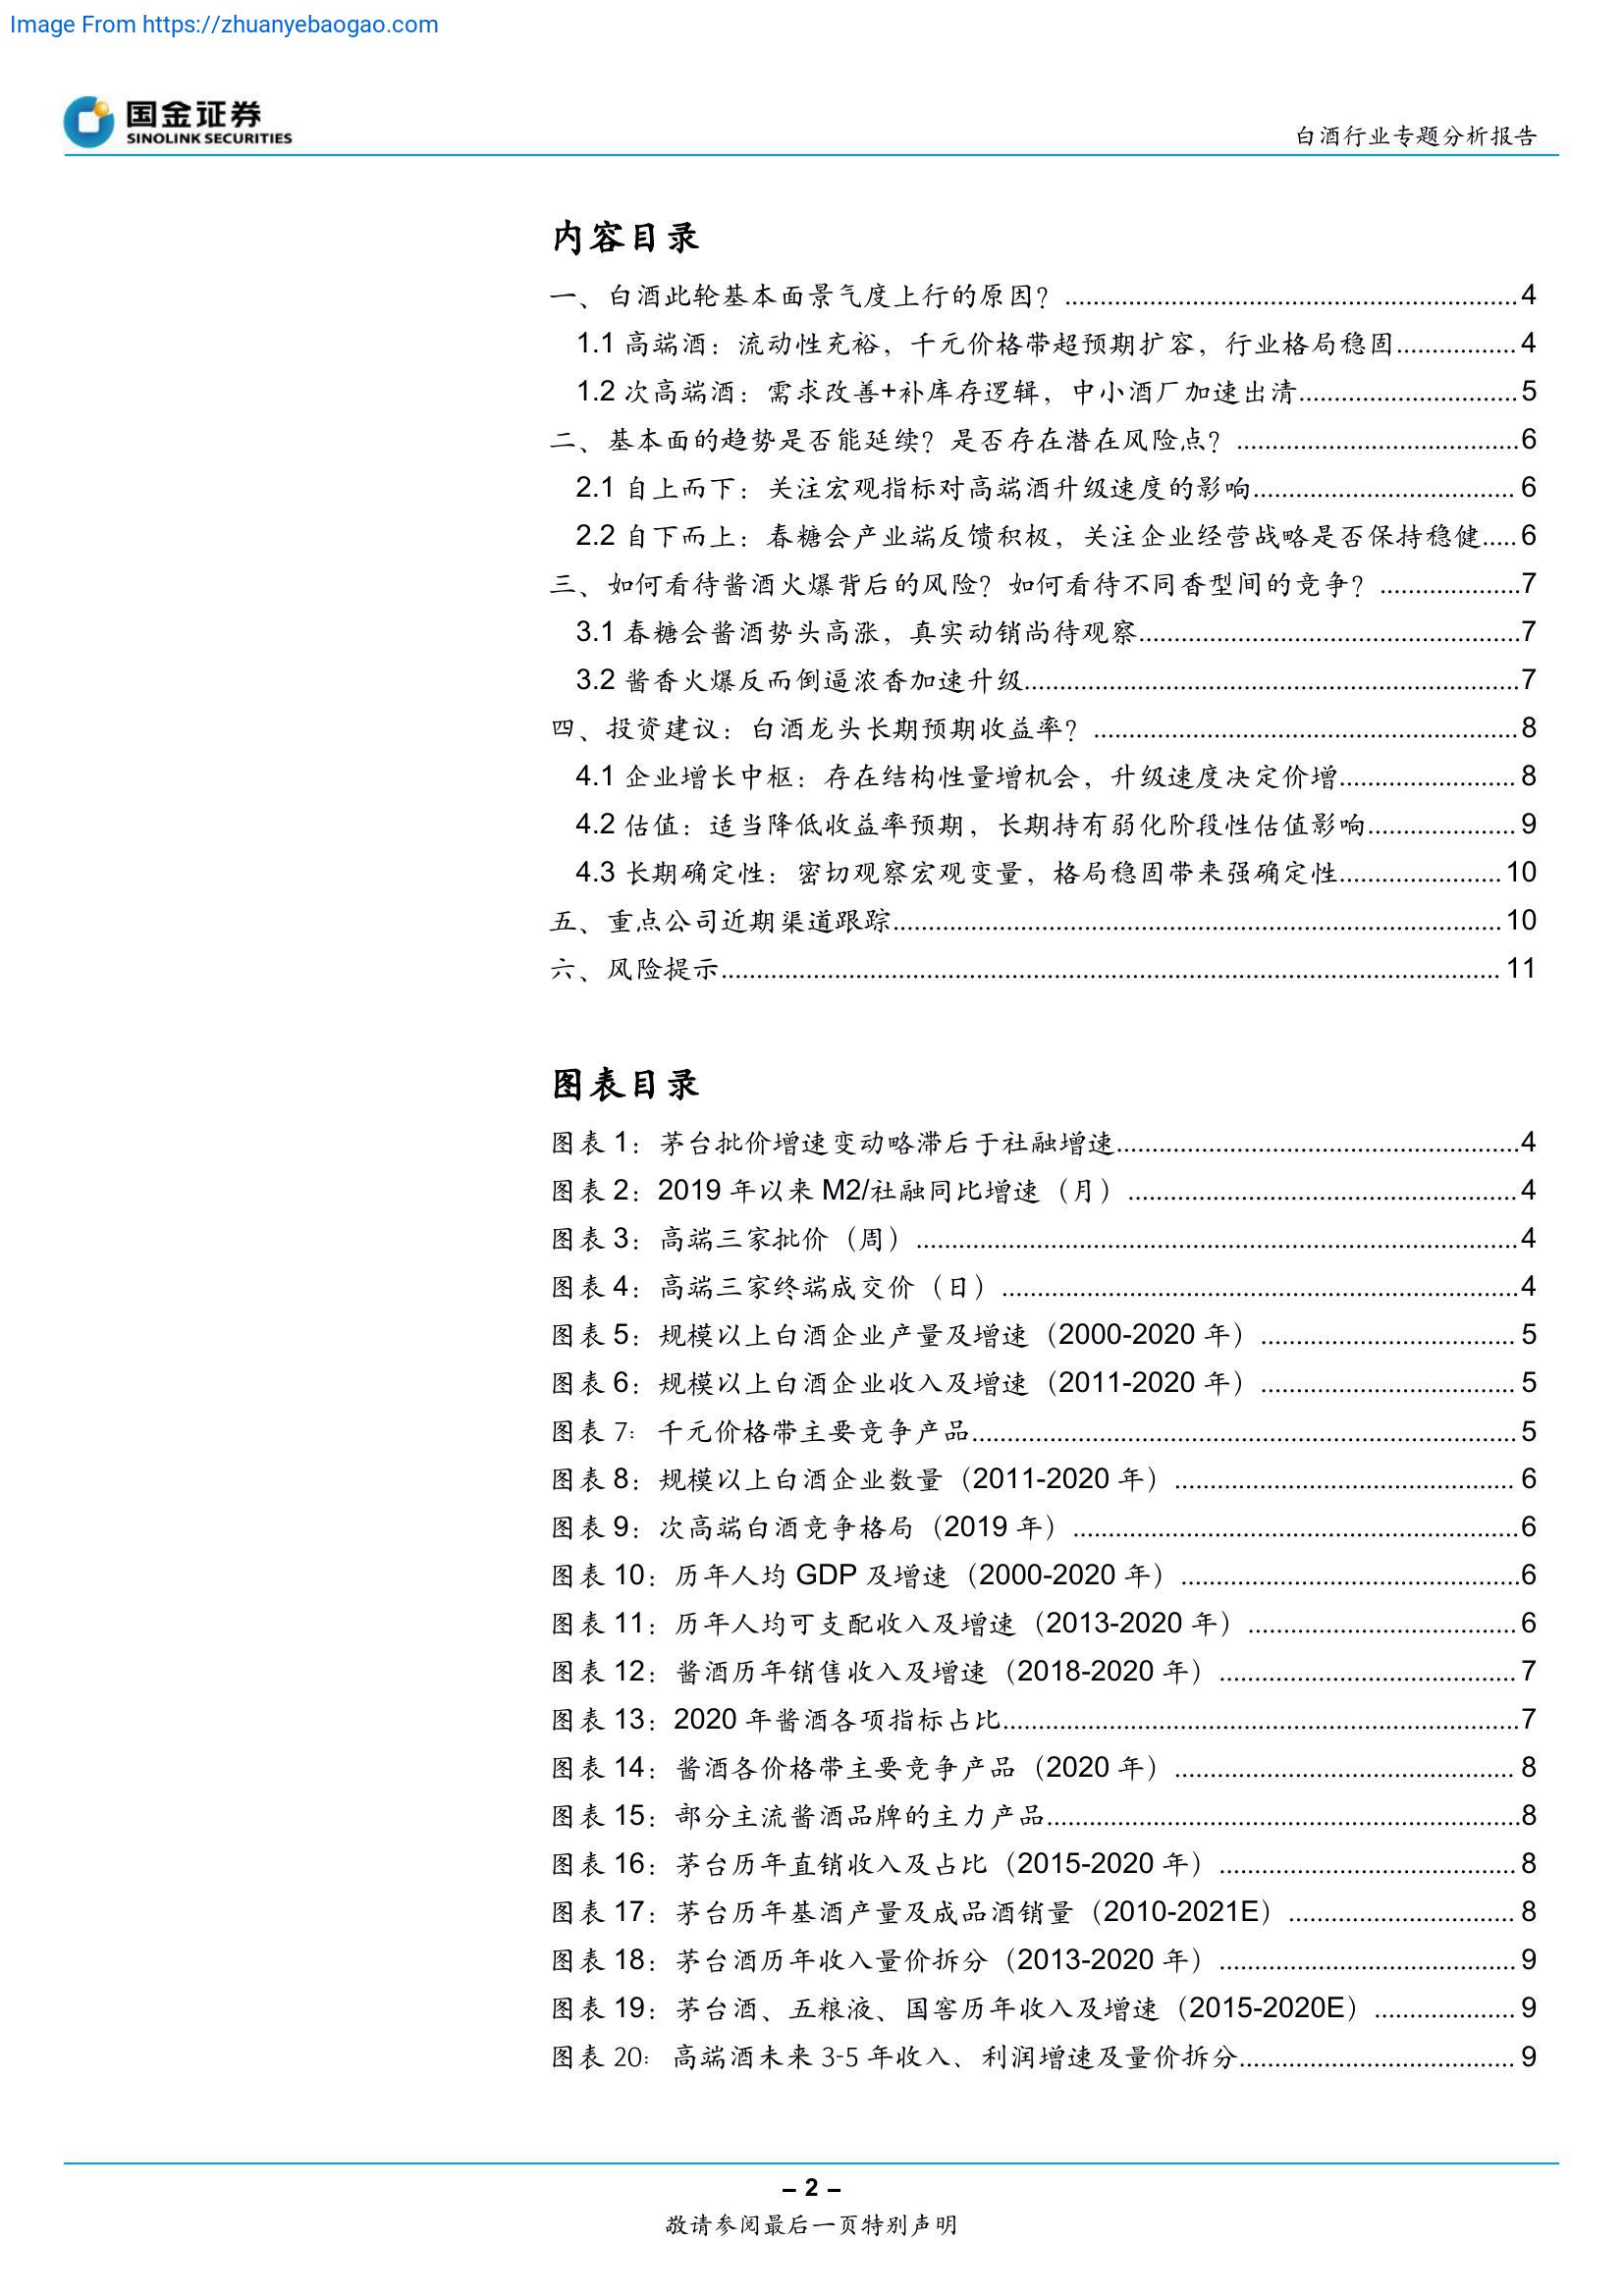 Image From https://zhuanyebaogao.com
国金证券
SINOLINK SECURITIES
白酒行业专题分析报告
内容目录
一、白酒此轮基本面景气度上行的原因？................................................................4
1.1 高端酒：流动性充裕，千元价格带超预期扩容，行业格局稳固................. 4
1.2 次高端酒：需求改善+补库存逻辑，中小酒厂加速出清............................... 5
二、基本面的趋势是否能延续？是否存在潜在风险点？........................................6
2.1 自上而下：关注宏观指标对高端酒升级速度的影响..................................... 6
2.2 自下而上：春糖会产业端反馈积极，关注企业经营战略是否保持稳健.....6
三、如何看待酱酒火爆背后的风险？如何看待不同香型间的竞争？....................7
3.1 春糖会酱酒势头高涨，真实动销尚待观察......................................................7
3.2 酱香火爆反而倒逼浓香加速升级......................................................................7
四、投资建议：白酒龙头长期预期收益率？............................................................8
4.1 企业增长中枢：存在结构性量增机会，升级速度决定价增......................... 8
4.2 估值：适当降低收益率预期，长期持有弱化阶段性估值影响..................... 9
4.3 长期确定性：密切观察宏观变量，格局稳固带来强确定性....................... 10
五、重点公司近期渠道跟踪......................................................................................10
六、风险提示.............................................................................................................. 11
图表目录
图表 1：茅台批价增速变动略滞后于社融增速.........................................................4
图表 2：2019 年以来 M2/社融同比增速（月）.......................................................4
图表 3：高端三家批价（周）.....................................................................................4
图表 4：高端三家终端成交价（日）.........................................................................4
图表 5：规模以上白酒企业产量及增速（2000-2020 年）.................................... 5
图表 6：规模以上白酒企业收入及增速（2011-2020 年）.................................... 5
图表 7：千元价格带主要竞争产品............................................................................. 5
图表 8：规模以上白酒企业数量（2011-2020 年）................................................ 6
图表 9：次高端白酒竞争格局（2019 年）...............................................................6
图表 10：历年人均 GDP 及增速（2000-2020 年）................................................6
图表 11：历年人均可支配收入及增速（2013-2020 年）......................................6
图表 12：酱酒历年销售收入及增速（2018-2020 年）.......................................... 7
图表 13：2020 年酱酒各项指标占比.........................................................................7
图表 14：酱酒各价格带主要竞争产品（2020 年）................................................ 8
图表 15：部分主流酱酒品牌的主力产品...................................................................8
图表 16：茅台历年直销收入及占比（2015-2020 年）.......................................... 8
图表 17：茅台历年基酒产量及成品酒销量（2010-2021E）................................ 8
图表 18：茅台酒历年收入量价拆分（2013-2020 年）.......................................... 9
图表 19：茅台酒、五粮液、国窖历年收入及增速（2015-2020E）.................... 9
图表 20：高端酒未来 3-5 年收入、利润增速及量价拆分....................................... 9
- 2 -
敬请参阅最后一页特别声明